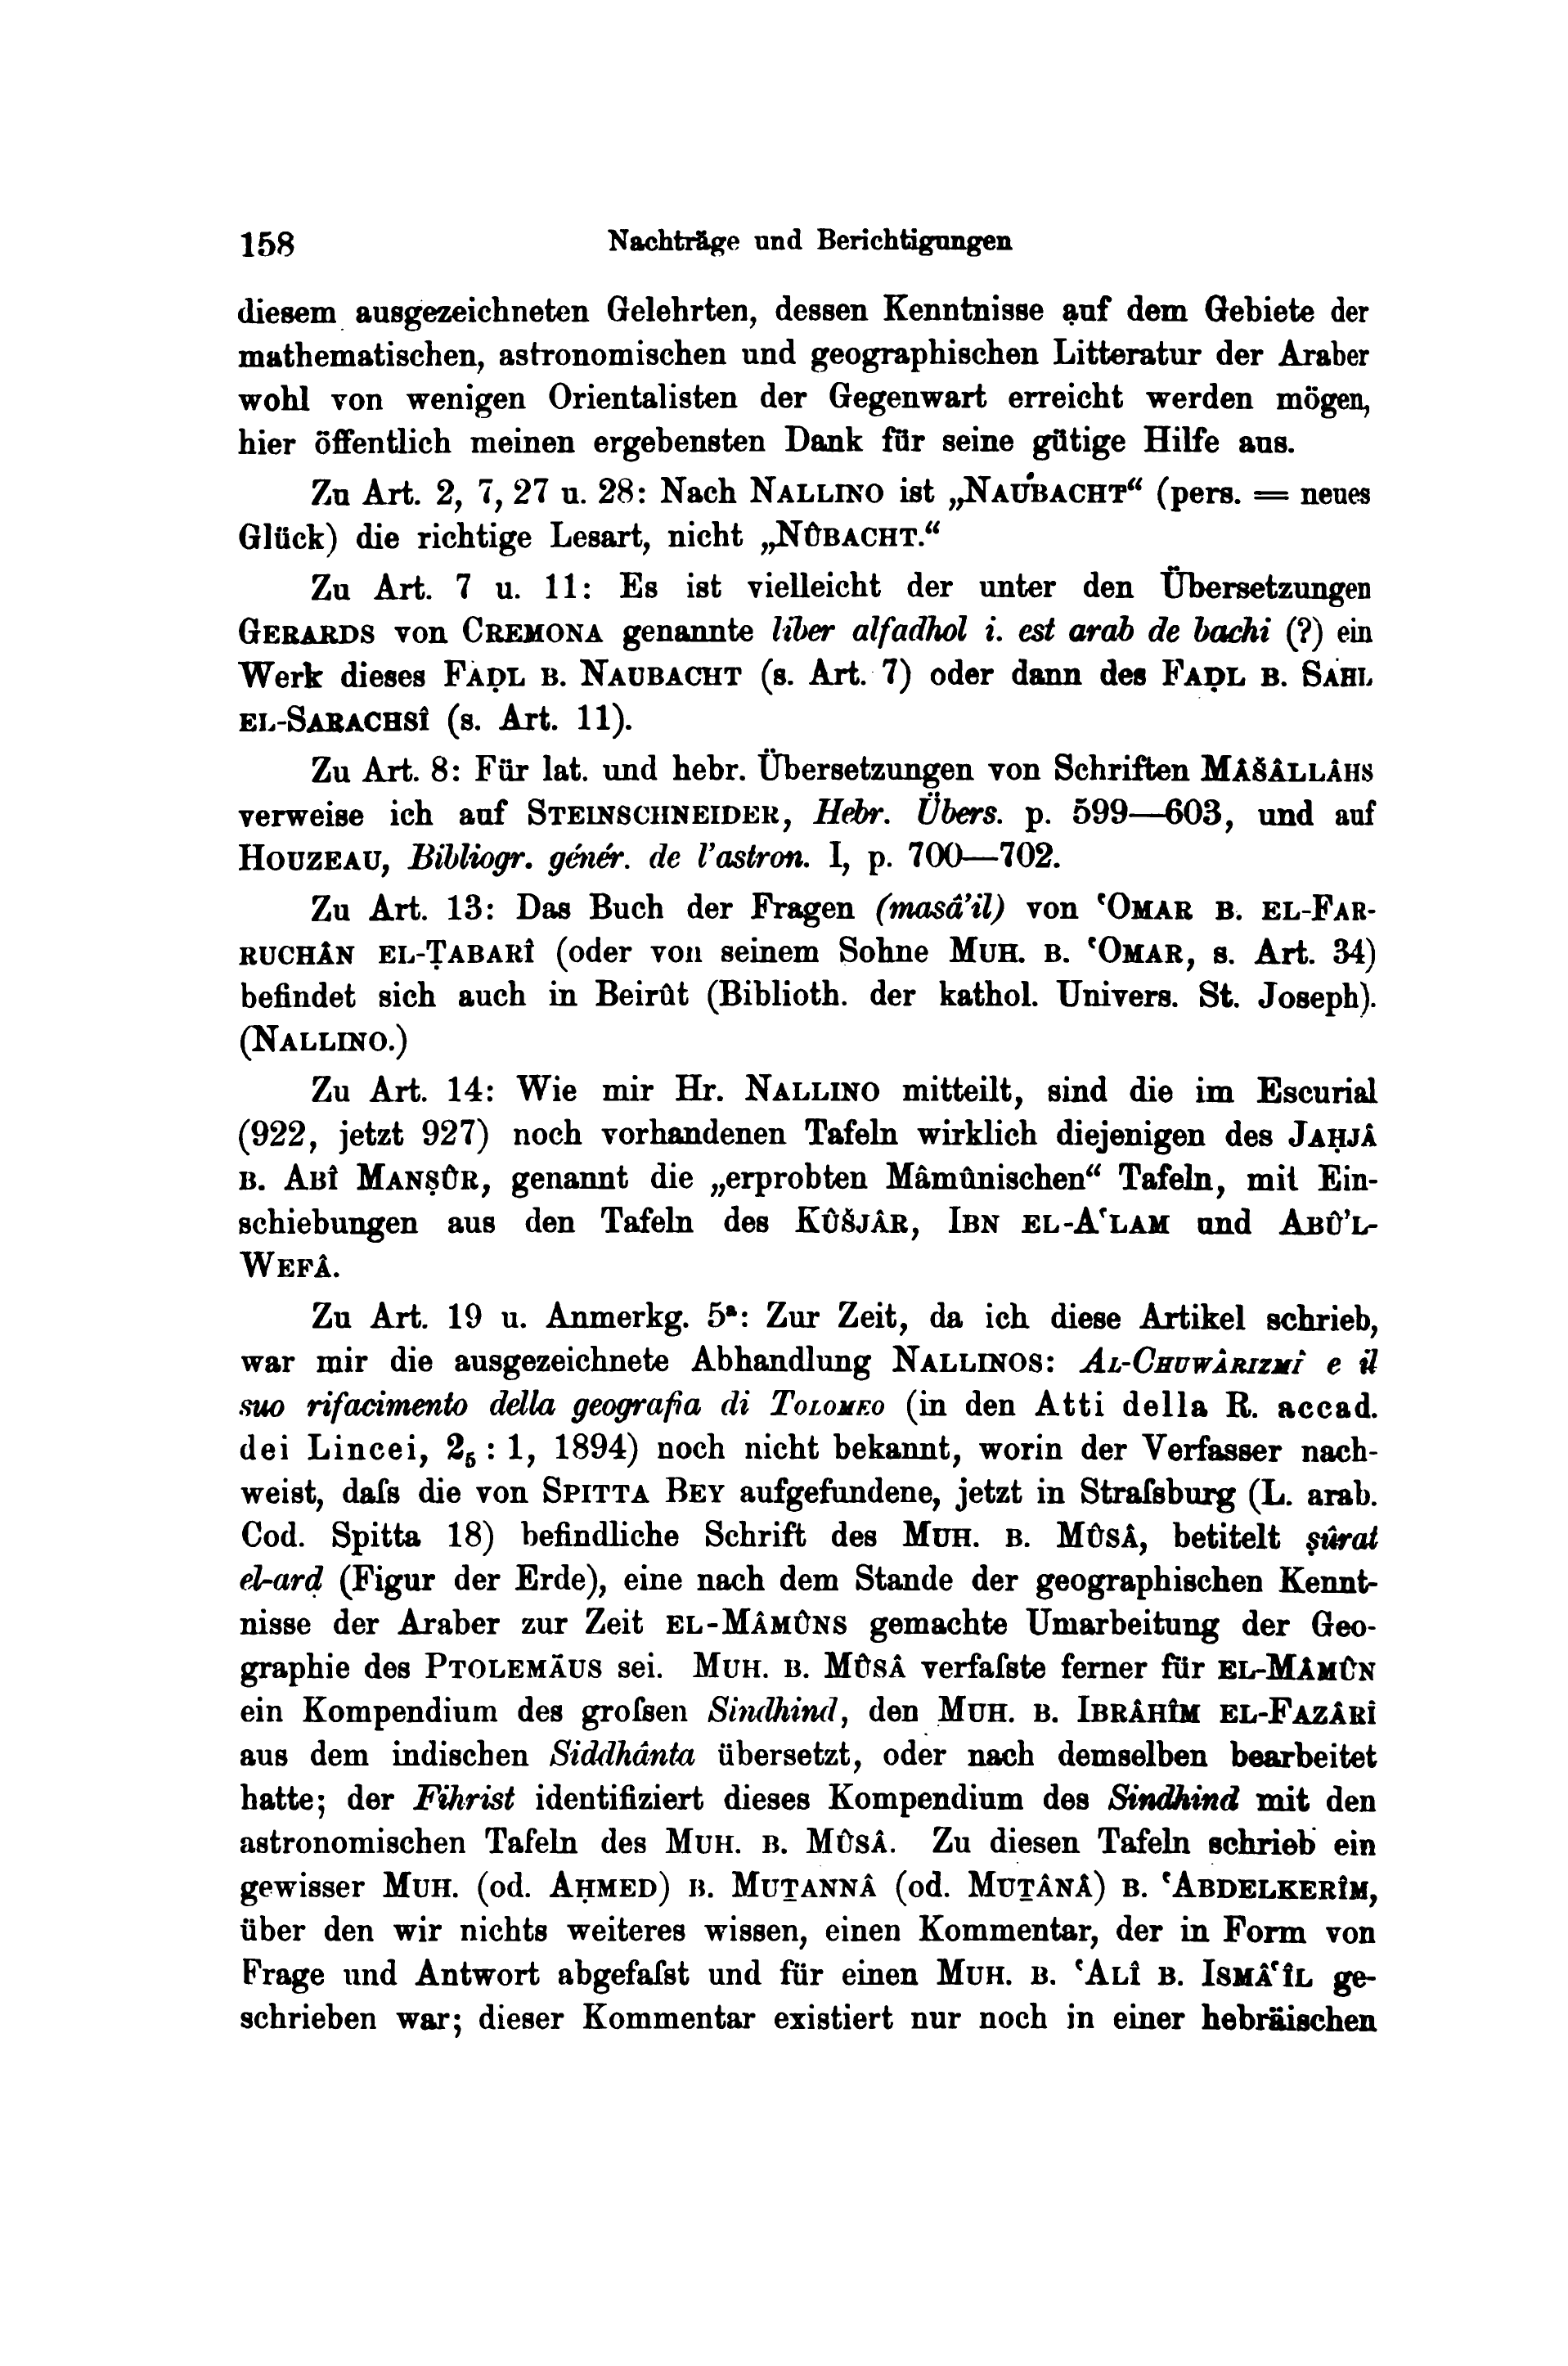 158 Nachträge und Berichtigungen
diesem ausgezeichneten Gelehrten, dessen Kenntnisse auf dem Gebiete der
mathematischen, astronomischen und geographischen Litteratur der Araber
wohl von wenigen Orientalisten der Gegenwart erreicht werden mögen,
hier öffentlich meinen ergebensten Dank für seine gütige Hilfe aus.
Zu Art. 2, 7, 27 u. 28: Nach NALLINO ist „NAUBACHT“ (pers. = neues
Glück) die richtige Lesart, nicht „NÛBACHT.“
Zu Art. 7 u. 11: Es ist vielleicht der unter den Übersetzungen
GERARDS von CREMONA genannte liber alfadhol i. est arab de bachi (?) ein
Werk dieses FAḌL B. NAUBACHT (s. Art. 7) oder dann des FAḌL B. SAHL
EL-SARACHSÎ (s. Art. 11).
Zu Art. 8: Für lat. und hebr. Übersetzungen von Schriften MÂŠÂLLÂHS
verweise ich auf STEINSCHNEIDER, Hebr. Übers. p. 599—603, und auf
HOUZEAU, Bibliogr. génér. de l’astron. I, p. 700—702.
Zu Art. 13: Das Buch der Fragen (masâ’il) von ʿOMAR B. EL-FAR-
RUCHÂN EL-ṬABARÎ (oder von seinem Sohne MUH. B. ʿOMAR, s. Art. 34)
befindet sich auch in Beirût (Biblioth. der kathol. Univers. St. Joseph).
(NALLINO.)
Zu Art. 14: Wie mir Hr. NALLINO mitteilt, sind die im Escurial
(922, jetzt 927) noch vorhandenen Tafeln wirklich diejenigen des JAḤJÂ
B. ABÎ MANṢÛR, genannt die „erprobten Mâmûnischen“ Tafeln, mit Ein-
schiebungen aus den Tafeln des KÛŠJÂR, IBN EL-AʿLAM und ABÛ’L-
WEFÂ.
Zu Art. 19 u. Anmerkg. 5ᵃ: Zur Zeit, da ich diese Artikel schrieb,
war mir die ausgezeichnete Abhandlung NALLINOS: AL-CHUWÂRIZMÎ e il
suo rifacimento della geografia di TOLOMEO (in den Atti della R. accad.
dei Lincei, 2₅ : 1, 1894) noch nicht bekannt, worin der Verfasser nach-
weist, daſs die von SPITTA BEY aufgefundene, jetzt in Straſsburg (L. arab.
Cod. Spitta 18) befindliche Schrift des MUH. B. MÛSÂ, betitelt ṣûrat
el-arḍ (Figur der Erde), eine nach dem Stande der geographischen Kennt-
nisse der Araber zur Zeit EL-MÂMÛNS gemachte Umarbeitung der Geo-
graphie des PTOLEMÄUS sei. MUH. B. MÛSÂ verfaſste ferner für EL-MÂMÛN
ein Kompendium des groſsen Sindhind, den MUH. B. IBRÂHÎM EL-FAZÂRÎ
aus dem indischen Siddhânta übersetzt, oder nach demselben bearbeitet
hatte; der Fihrist identifiziert dieses Kompendium des Sindhind mit den
astronomischen Tafeln des MUH. B. MÛSÂ. Zu diesen Tafeln schrieb ein
gewisser MUH. (od. AḤMED) B. MUṮANNÂ (od. MUṮÂNÂ) B. ʿABDELKERÎM,
über den wir nichts weiteres wissen, einen Kommentar, der in Form von
Frage und Antwort abgefaſst und für einen MUH. B. ʿALÎ B. ISMÂʿÎL ge-
schrieben war; dieser Kommentar existiert nur noch in einer hebräischen